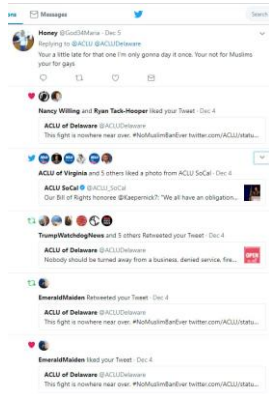 Messages
Search
Honey @God34Maria · Dec 5
Replying to @ACLU @ACLUDelaware
Your a little late for that one I'm only gonna day it once. Your not for Muslims
your for gays
Nancy Willing and Ryan Tack-Hooper liked your Tweet · Dec 4
ACLU of Delaware @ACLUDelaware
This fight is nowhere near over. #NoMuslimBanEver twitter.com/ACLU/statu...
ACLU of Virginia and 5 others liked a photo from ACLU SoCal · Dec 4
ACLU SoCal @ACLU_SoCal
Our Bill of Rights honoree @Kaepernick7: "We all have an obligation...
TrumpWatchdogNews and 5 others Retweeted your Tweet · Dec 4
ACLU of Delaware @ACLUDelaware
Nobody should be turned away from a business, denied service, fire...
OPEN
EmeraldMaiden Retweeted your Tweet · Dec 4
ACLU of Delaware @ACLUDelaware
This fight is nowhere near over. #NoMuslimBanEver twitter.com/ACLU/statu...
EmeraldMaiden liked your Tweet · Dec 4
ACLU of Delaware @ACLUDelaware
This fight is nowhere near over. #NoMuslimBanEver twitter.com/ACLU/statu...